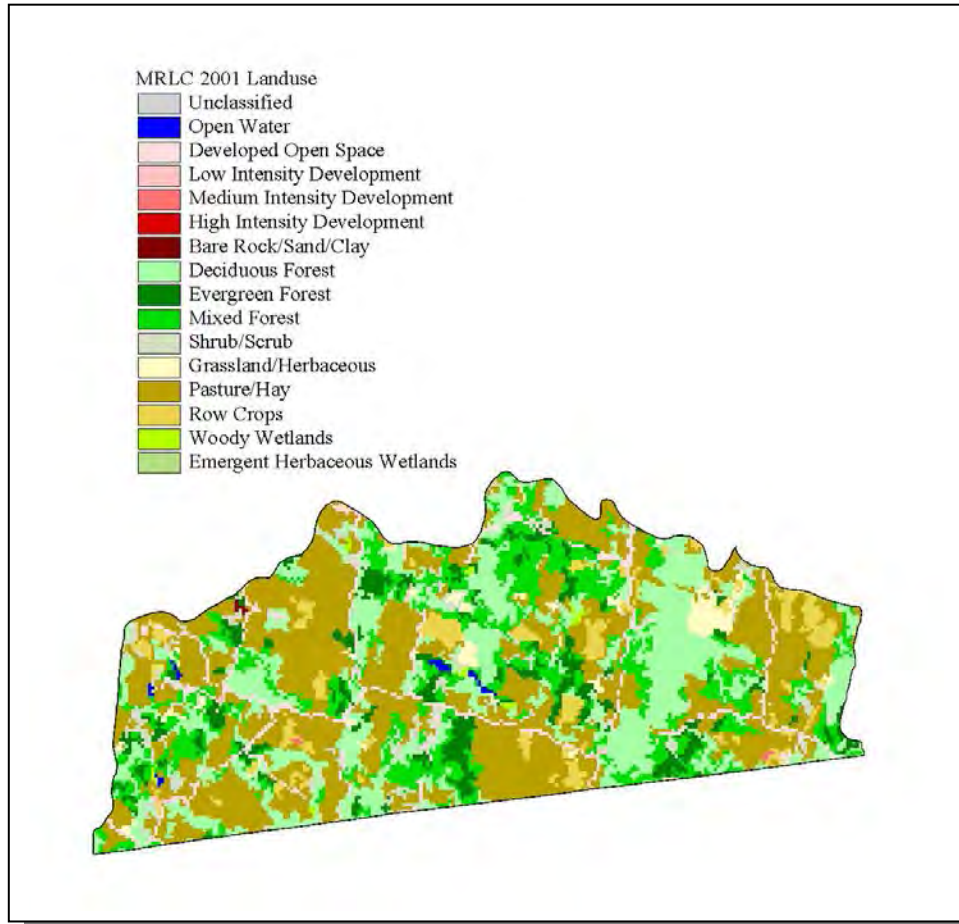 MRLC 2001 Landuse
Unclassified
Open Water
Developed Open Space
Low Intensity Development
Medium Intensity Development
High Intensity Development
Bare Rock/Sand/Clay
Deciduous Forest
Evergreen Forest
Mixed Forest
Shrub/Scrub
Grassland/Herbaceous
Pasture/Hay
Row Crops
Woody Wetlands
Emergent Herbaceous Wetlands